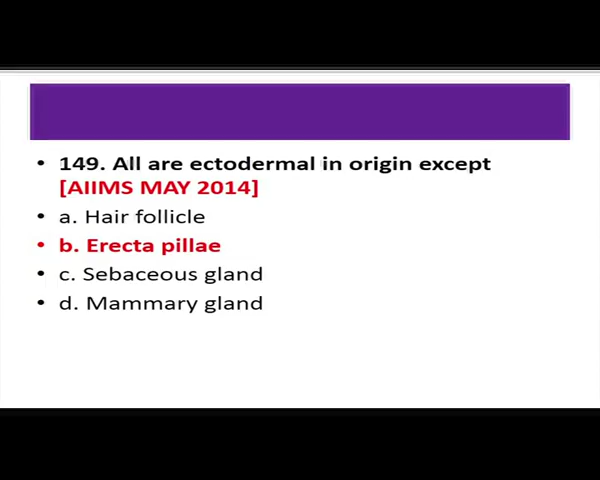 • 149. All are ectodermal in origin except
[AIIMS MAY 2014]
• a. Hair follicle
• b. Erecta pillae
• c. Sebaceous gland
• d. Mammary gland